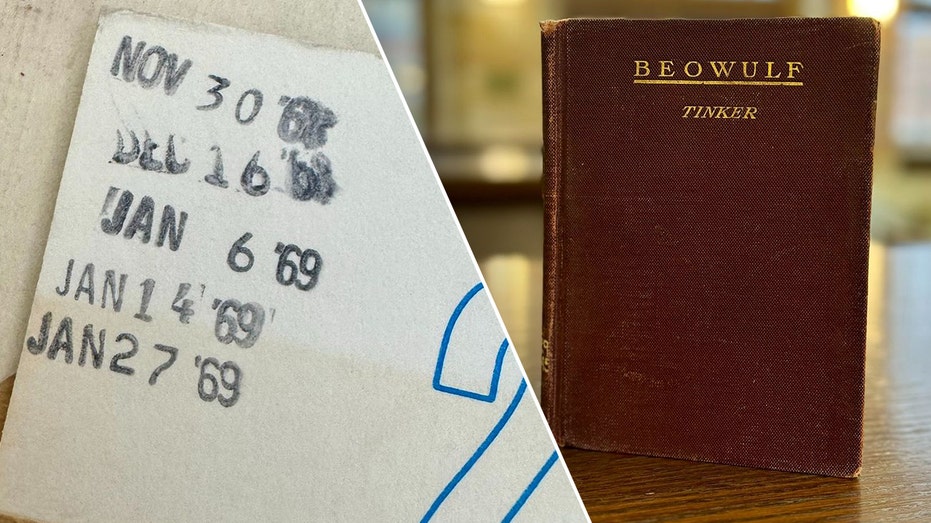 NOV 30
DEC 16
JAN 6 '69
JAN 14 '69
JAN 27 '69
BEOWULF
TINKER